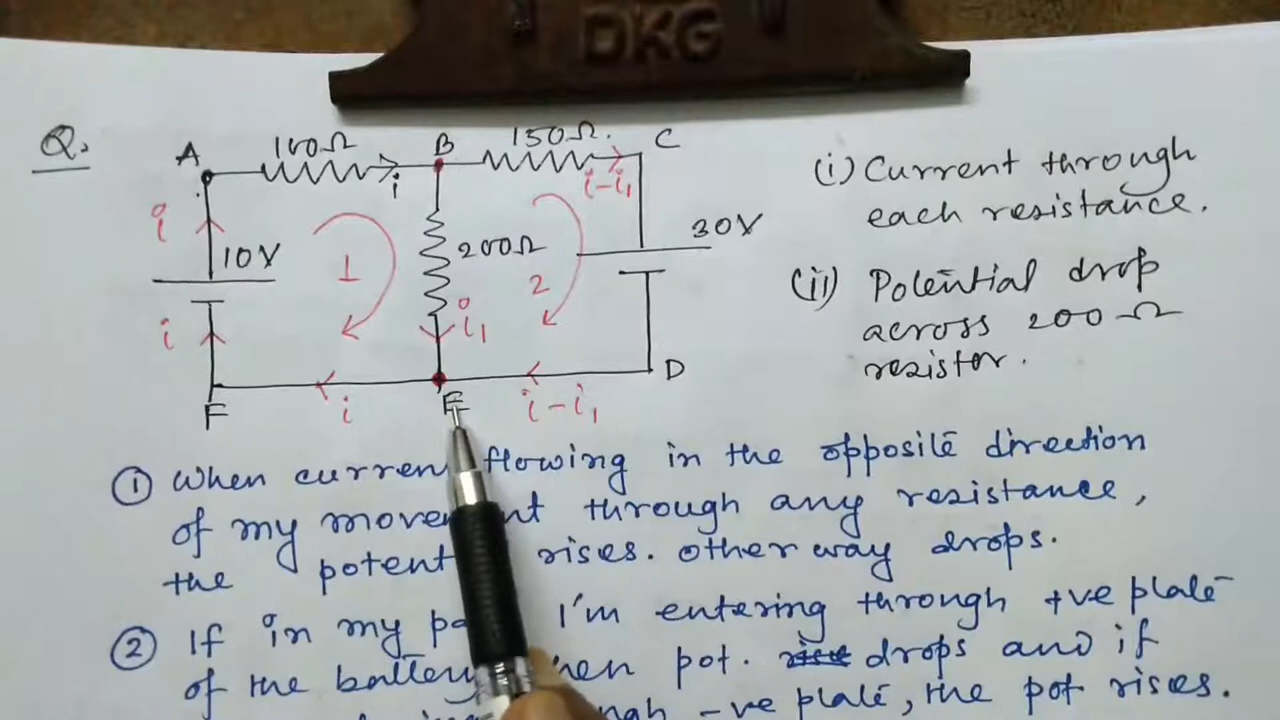 DKG
Q.
A
100Ω
B
150Ω.
C
i
i-i₁
i
10V
1
200Ω
2
30V
i
i₁
D
F
i
E
i-i₁
(i) Current through
each resistance.
(ii) Potential drop
across 200Ω
resistor.
① When current flowing in the opposite direction
of my movement through any resistance,
the potent rises. other way drops.
② If in my pa I'm entering through +ve plate
of the battery, pot. drops and if
-ve plate, the pot rises.